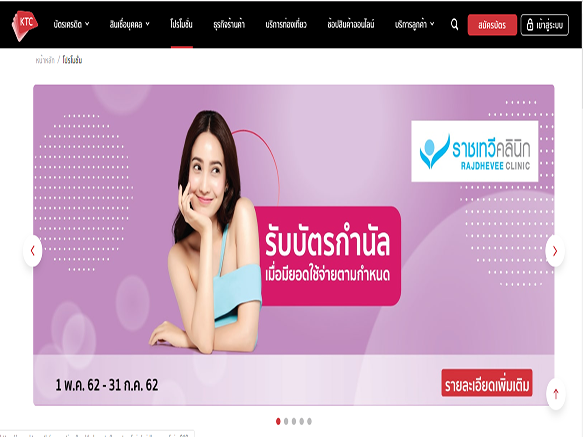 KTC
บัตรเครดิต
สินเชื่อบุคคล
โปรโมชั่น
ธุรกิจร้านค้า
บริการท่องเที่ยว
ช้อปสินค้าออนไลน์
บริการลูกค้า
สมัครบัตร
เข้าสู่ระบบ
หน้าหลัก / โปรโมชั่น
ราชเทวีคลินิก
RAJDHEVEE CLINIC
รับบัตรกำนัล
เมื่อมียอดใช้จ่ายตามกำหนด
1 พ.ค. 62 - 31 ก.ค. 62
รายละเอียดเพิ่มเติม